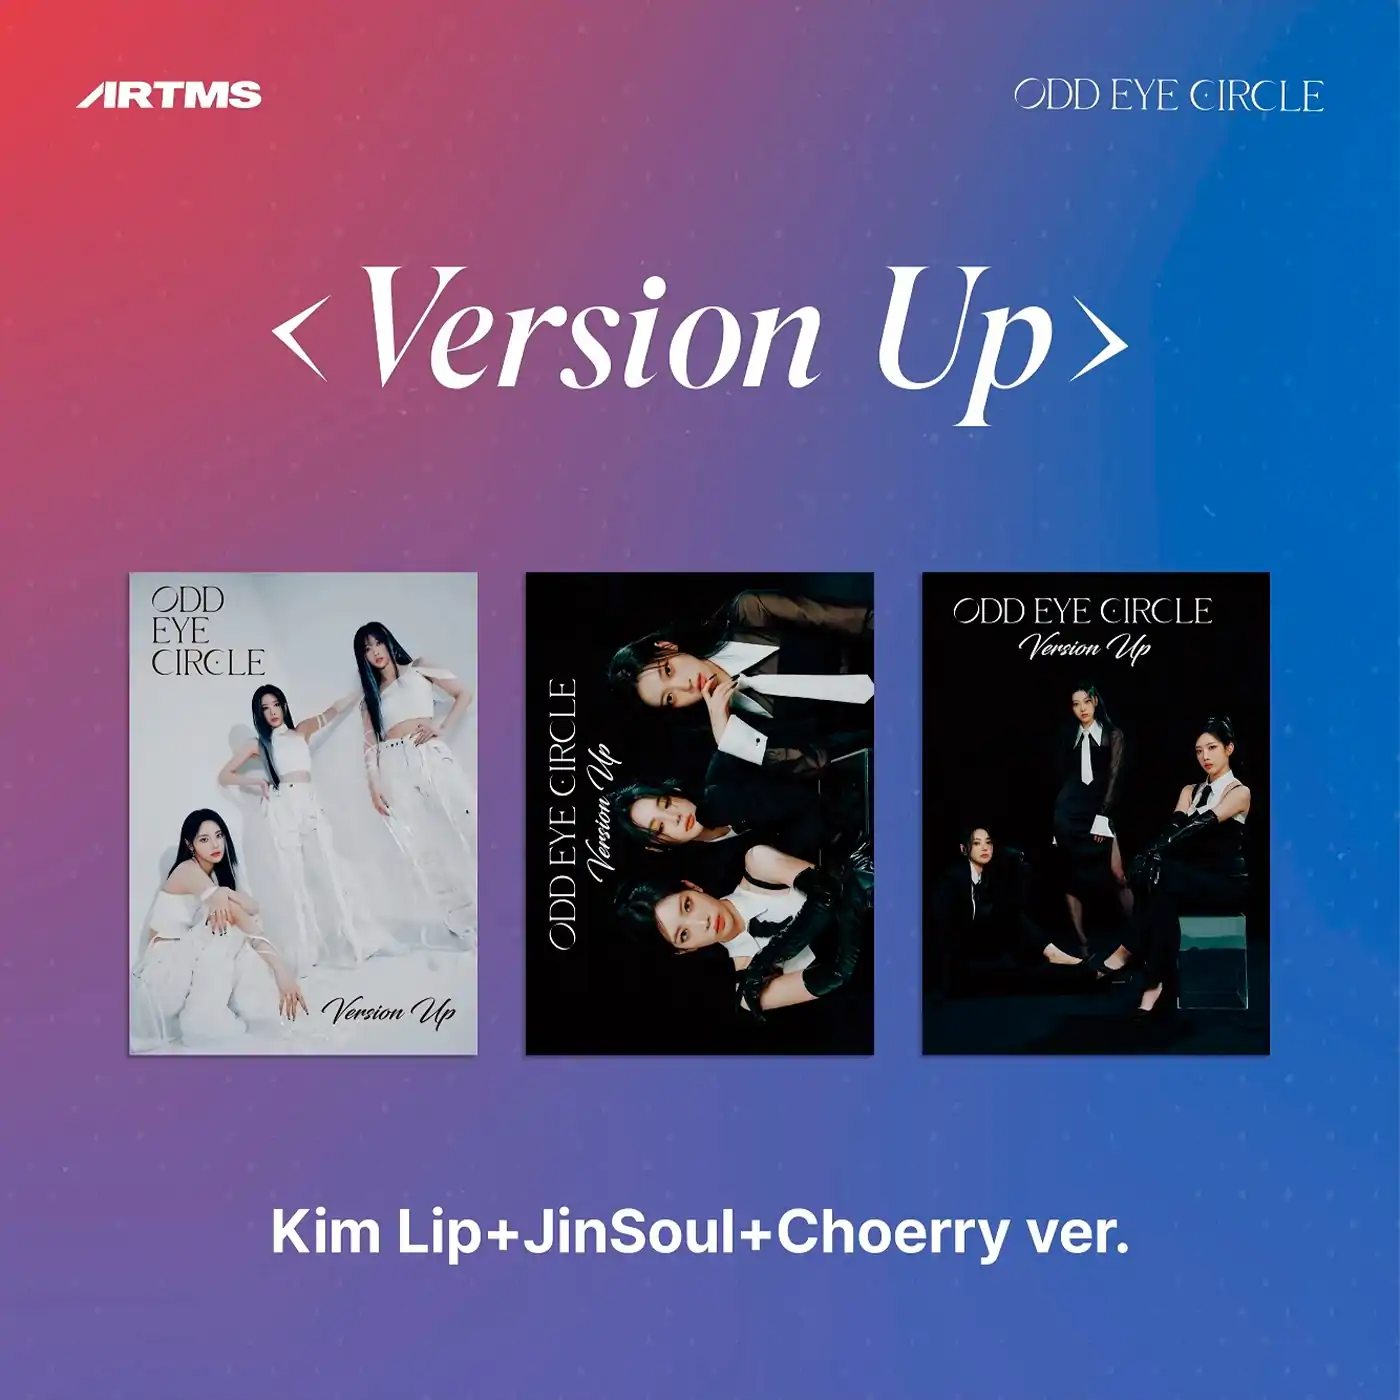 ARTMS
ODD EYE CIRCLE
<Version Up>
ODD
EYE
CIRCLE
Version Up
ODD EYE CIRCLE
Version Up
ODD EYE CIRCLE
Version Up
Kim Lip+JinSoul+Choerry ver.